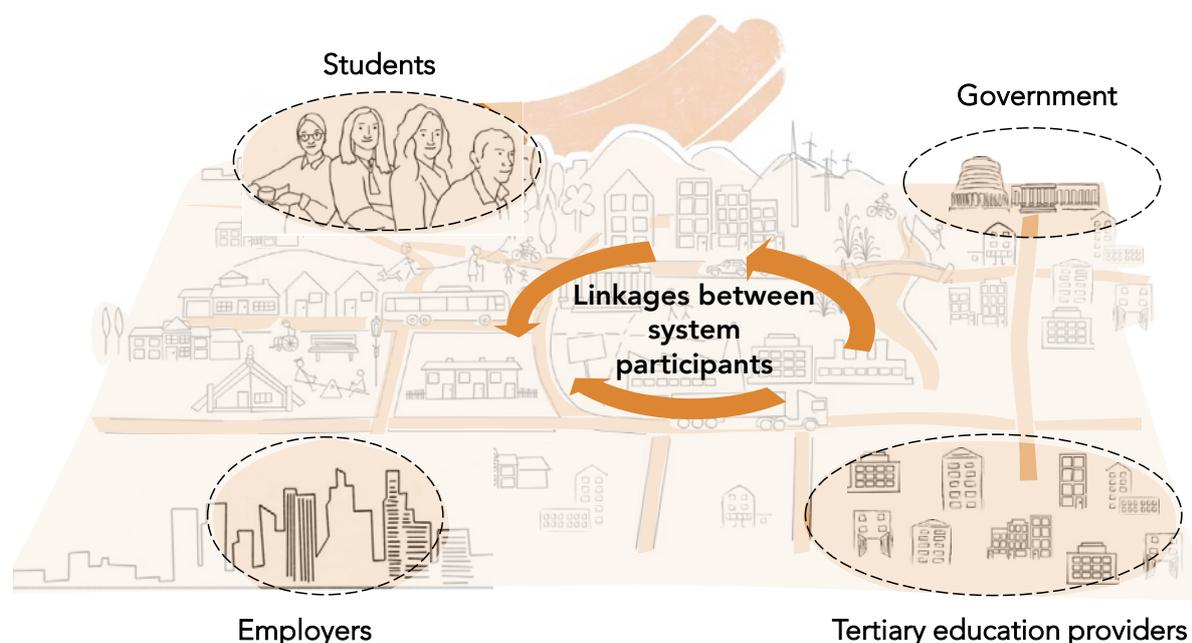 Students
Government
Linkages between
system
participants
Employers
Tertiary education providers